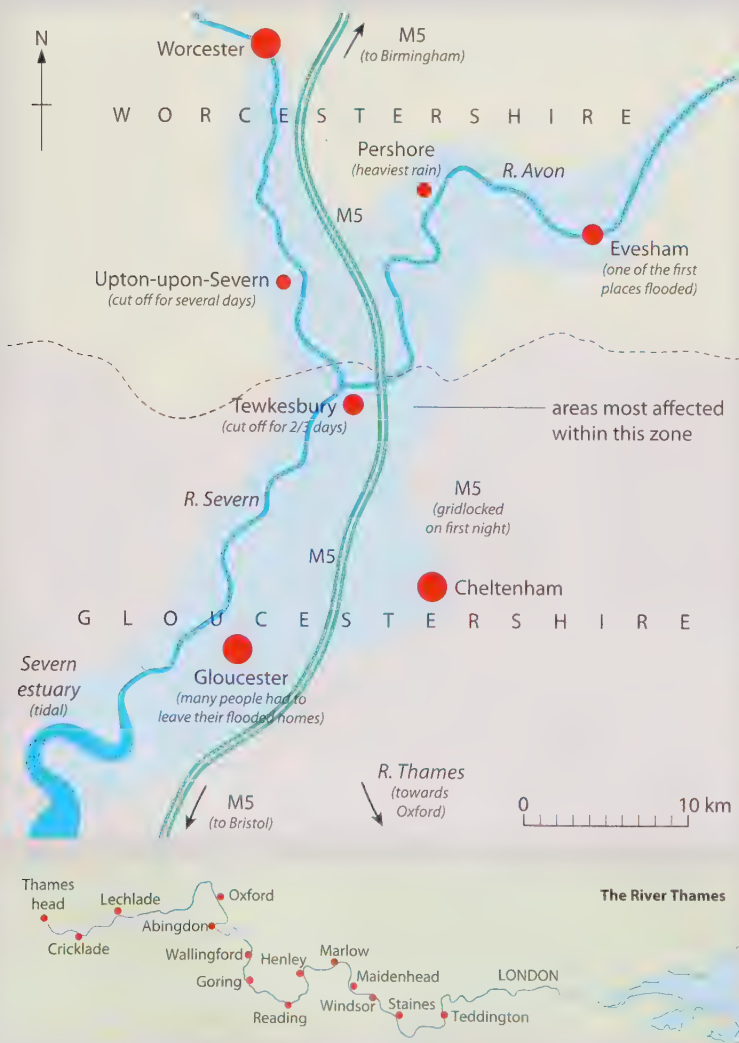 N
Worcester
M5
(to Birmingham)
W O R C E S T E R S H I R E
Pershore
(heaviest rain)
R. Avon
M5
Evesham
(one of the first
places flooded)
Upton-upon-Severn
(cut off for several days)
Tewkesbury
(cut off for 2/3 days)
areas most affected
within this zone
R. Severn
M5
(gridlocked
on first night)
M5
Cheltenham
G L O U C E S T E R S H I R E
Severn
estuary
(tidal)
Gloucester
(many people had to
leave their flooded homes)
R. Thames
(towards
Oxford)
M5
(to Bristol)
0 10 km
Thames
head
Lechlade
Oxford
The River Thames
Cricklade
Abingdon
Wallingford
Henley
Marlow
Goring
Maidenhead
LONDON
Reading
Windsor
Staines
Teddington